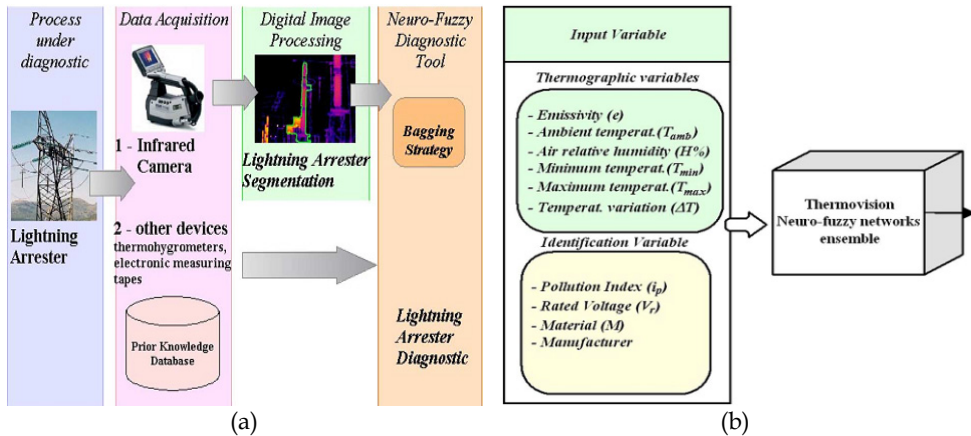 Process
under
diagnostic
Lightning
Arrester
Data Acquisition
1 - Infrared
Camera
2 - other devices
thermohygrometers,
electronic measuring
tapes
Prior Knowledge
Database
Digital Image
Processing
Lightning Arrester
Segmentation
Neuro-Fuzzy
Diagnostic
Tool
Bagging
Strategy
Lightning
Arrester
Diagnostic
(a)
Input Variable
Thermographic variables
- Emissivity (e)
- Ambient temperat.(Tamb)
- Air relative humidity (H%)
- Minimum temperat.(Tmin)
- Maximum temperat.(Tmax)
- Temperat. variation (ΔT)
Identification Variable
- Pollution Index (ip)
- Rated Voltage (Vr)
- Material (M)
- Manufacturer
Thermovision
Neuro-fuzzy networks
ensemble
(b)